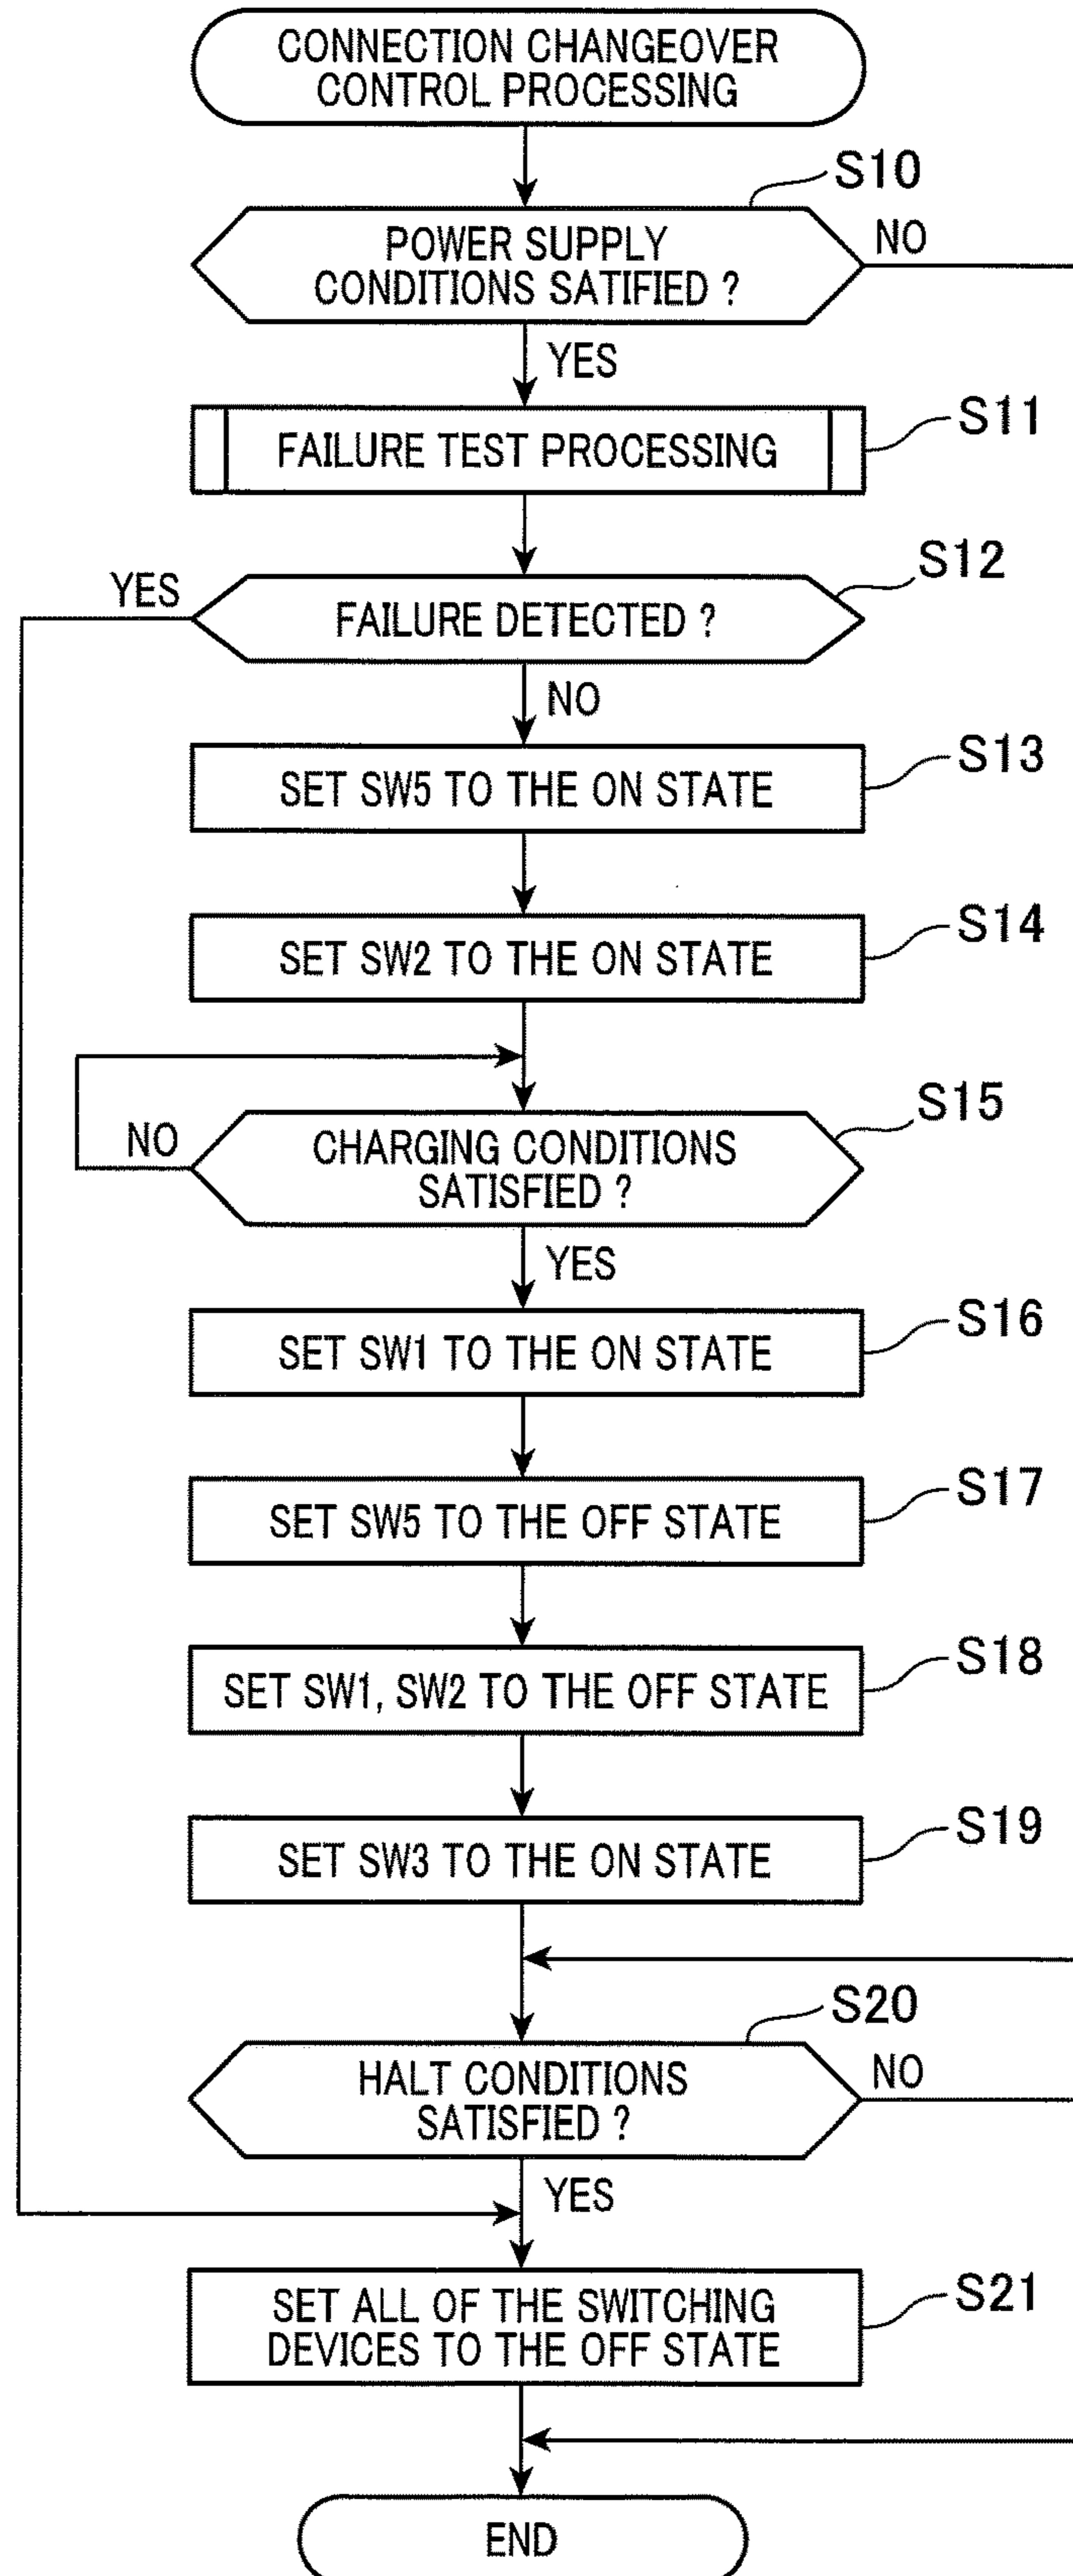 CONNECTION CHANGEOVER
CONTROL PROCESSING
S10
POWER SUPPLY
CONDITIONS SATIFIED ?
NO
YES
S11
FAILURE TEST PROCESSING
S12
YES
FAILURE DETECTED ?
NO
S13
SET SW5 TO THE ON STATE
S14
SET SW2 TO THE ON STATE
S15
NO
CHARGING CONDITIONS
SATISFIED ?
YES
S16
SET SW1 TO THE ON STATE
S17
SET SW5 TO THE OFF STATE
S18
SET SW1, SW2 TO THE OFF STATE
S19
SET SW3 TO THE ON STATE
S20
HALT CONDITIONS
SATISFIED ?
NO
YES
S21
SET ALL OF THE SWITCHING
DEVICES TO THE OFF STATE
END